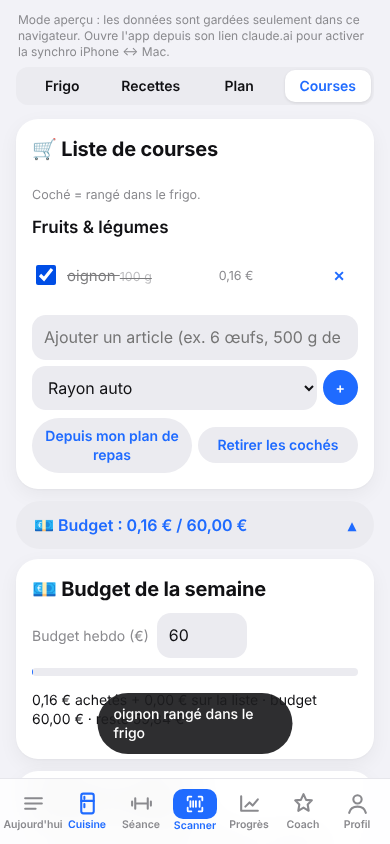 Mode aperçu : les données sont gardées seulement dans ce
navigateur. Ouvre l'app depuis son lien claude.ai pour activer
la synchro iPhone ↔ Mac.
Frigo Recettes Plan Courses
🛒 Liste de courses
Coché = rangé dans le frigo.
Fruits & légumes
oignon 100 g 0,16 € ✕
Ajouter un article (ex. 6 œufs, 500 g de
Rayon auto +
Depuis mon plan de
repas
Retirer les cochés
💶 Budget : 0,16 € / 60,00 € ▲
💶 Budget de la semaine
Budget hebdo (€) 60
0,16 € achetés + 0,00 € sur la liste · budget
60,00 €
oignon rangé dans le
frigo
Aujourd'hui Cuisine Séance Scanner Progrès Coach Profil